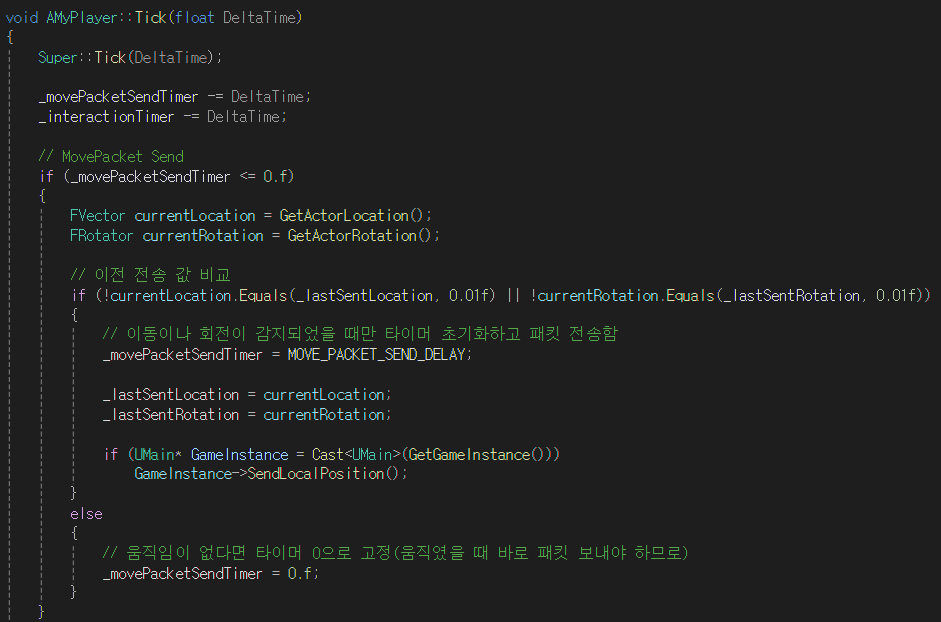 void AMyPlayer::Tick(float DeltaTime)
{
Super::Tick(DeltaTime);
_movePacketSendTimer -= DeltaTime;
_interactionTimer -= DeltaTime;
// MovePacket Send
if (_movePacketSendTimer <= 0.f)
{
FVector currentLocation = GetActorLocation();
FRotator currentRotation = GetActorRotation();
// 이전 전송 값 비교
if (!currentLocation.Equals(_lastSentLocation, 0.01f) || !currentRotation.Equals(_lastSentRotation, 0.01f))
{
// 이동이나 회전이 감지되었을 때만 타이머 초기화하고 패킷 전송함
_movePacketSendTimer = MOVE_PACKET_SEND_DELAY;
_lastSentLocation = currentLocation;
_lastSentRotation = currentRotation;
if (UMain* GameInstance = Cast<UMain>(GetGameInstance()))
GameInstance->SendLocalPosition();
}
else
{
// 움직임이 없다면 타이머 0으로 고정(움직였을 때 바로 패킷 보내야 하므로)
_movePacketSendTimer = 0.f;
}
}